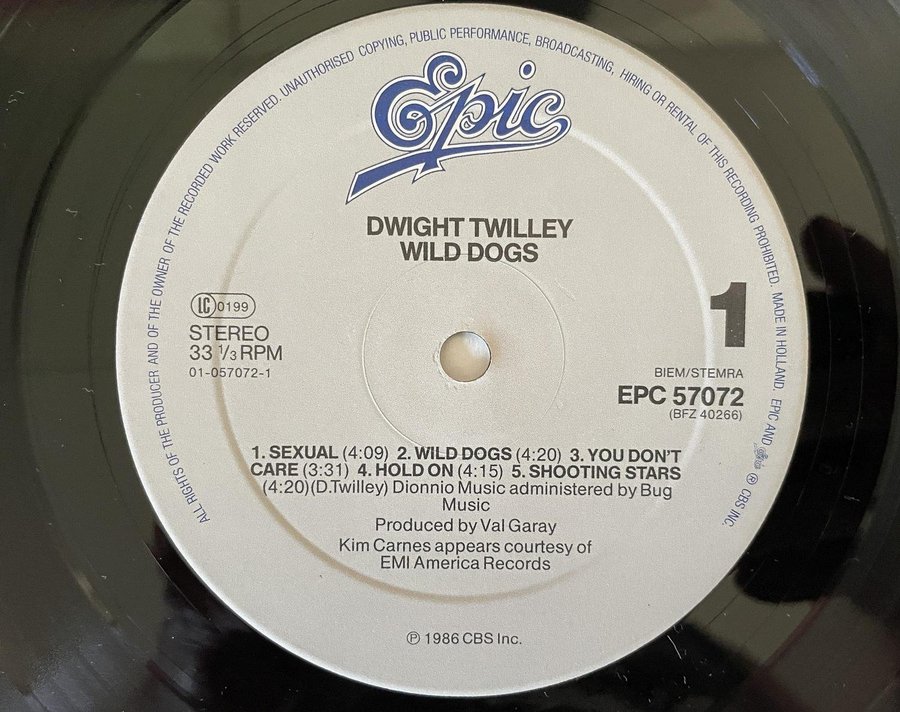 ALL RIGHTS OF THE PRODUCER AND OF THE OWNER OF THE RECORDED WORK RESERVED. UNAUTHORISED COPYING, PUBLIC PERFORMANCE, BROADCASTING, HIRING OR RENTAL OF THIS RECORDING PROHIBITED. MADE IN HOLLAND. EPIC AND Epic ℗ CBS INC.
Epic
DWIGHT TWILLEY
WILD DOGS
LC 0199
STEREO
33 1/3 RPM
01-057072-1
1
BIEM/STEMRA
EPC 57072
(BFZ 40266)
1. SEXUAL (4:09) 2. WILD DOGS (4:20) 3. YOU DON'T
CARE (3:31) 4. HOLD ON (4:15) 5. SHOOTING STARS
(4:20)(D.Twilley) Dionnio Music administered by Bug
Music
Produced by Val Garay
Kim Carnes appears courtesy of
EMI America Records
℗ 1986 CBS Inc.